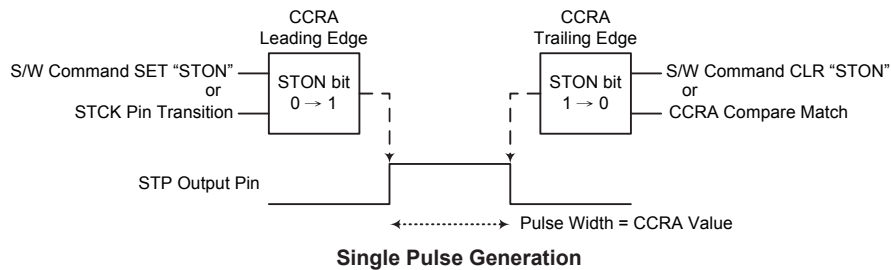 CCRA
Leading Edge
S/W Command SET “STON”
or
STCK Pin Transition
STON bit
0 → 1
CCRA
Trailing Edge
STON bit
1 → 0
S/W Command CLR “STON”
or
CCRA Compare Match
STP Output Pin
Pulse Width = CCRA Value
Single Pulse Generation